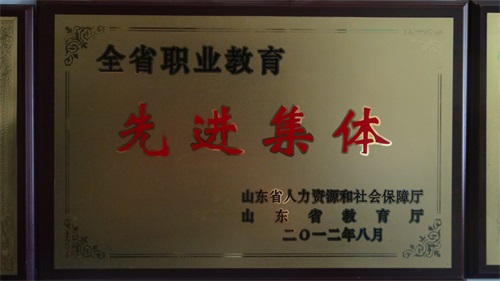 全省职业教育
先进集体
山东省人力资源和社会保障厅
山东省教育厅
二〇一二年八月